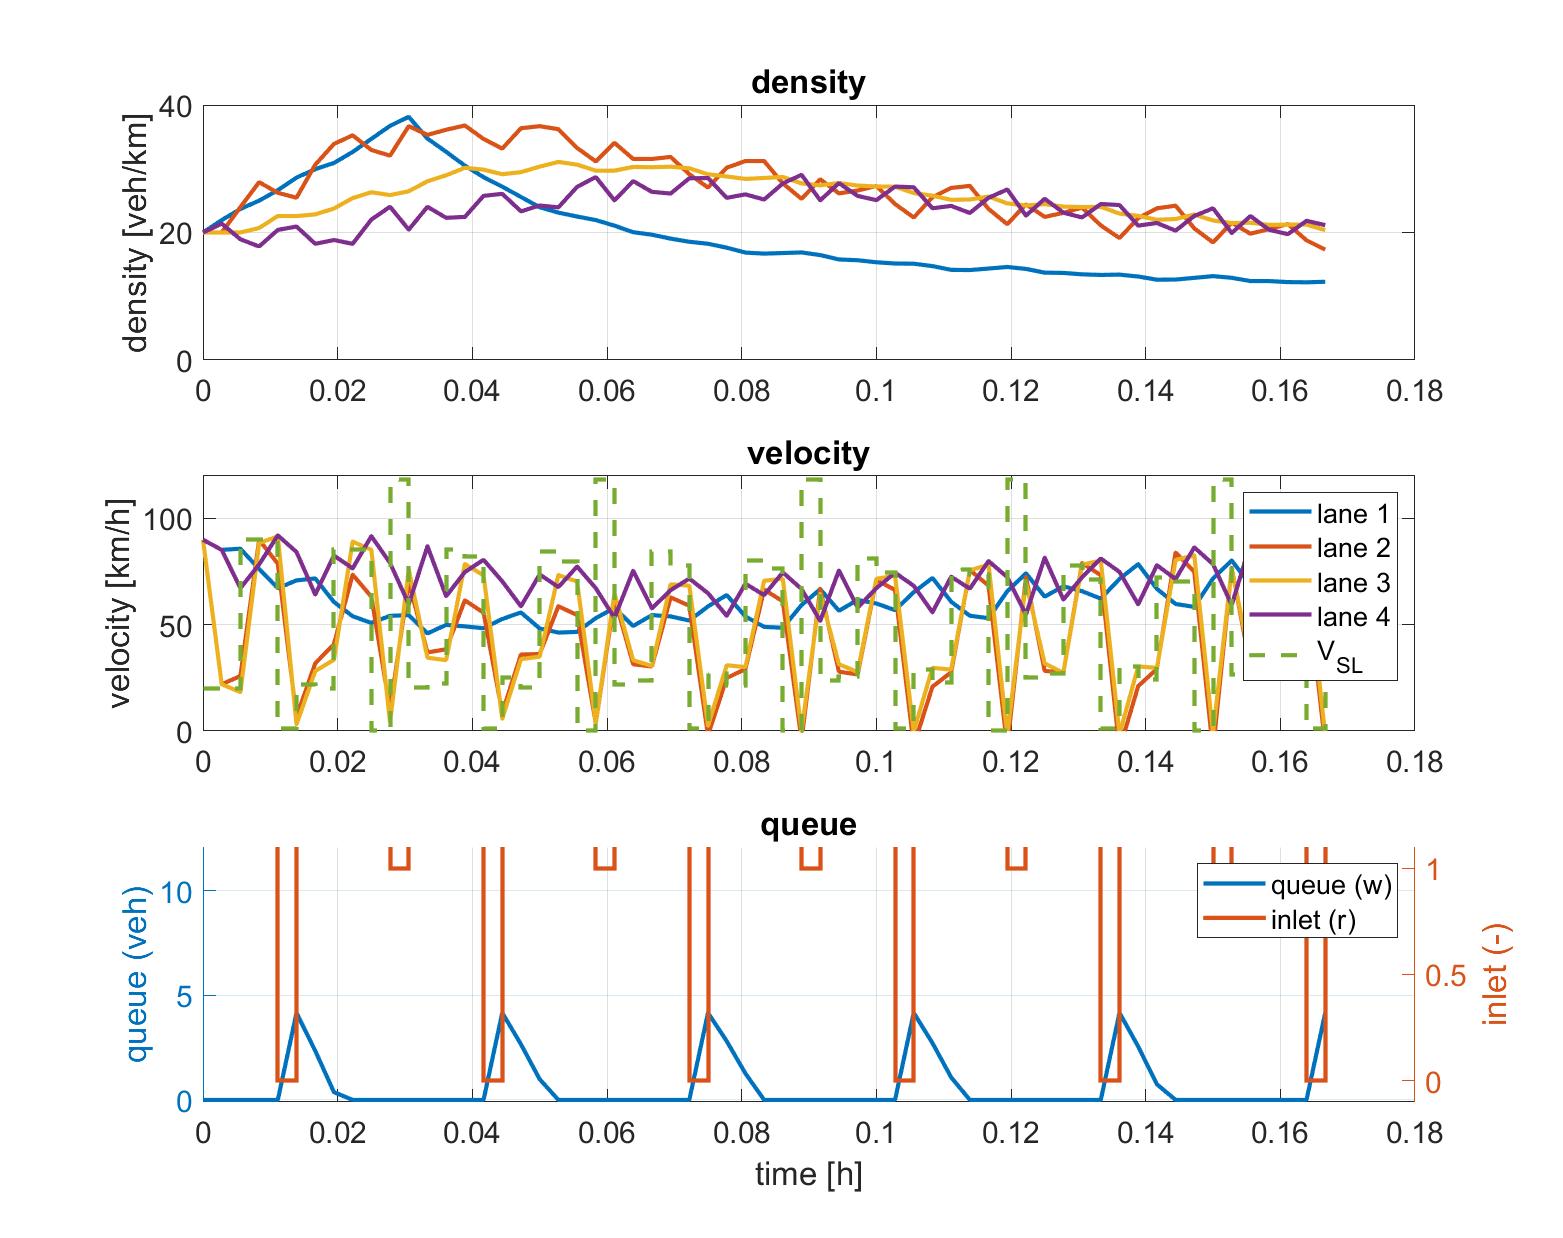 density
density [veh/km]
40
20
0
0 0.02 0.04 0.06 0.08 0.1 0.12 0.14 0.16 0.18
velocity
velocity [km/h]
100
50
0
lane 1
lane 2
lane 3
lane 4
V_SL
0 0.02 0.04 0.06 0.08 0.1 0.12 0.14 0.16 0.18
queue
queue (veh)
10
5
0
queue (w)
inlet (r)
1
0.5
0
inlet (-)
0 0.02 0.04 0.06 0.08 0.1 0.12 0.14 0.16 0.18
time [h]